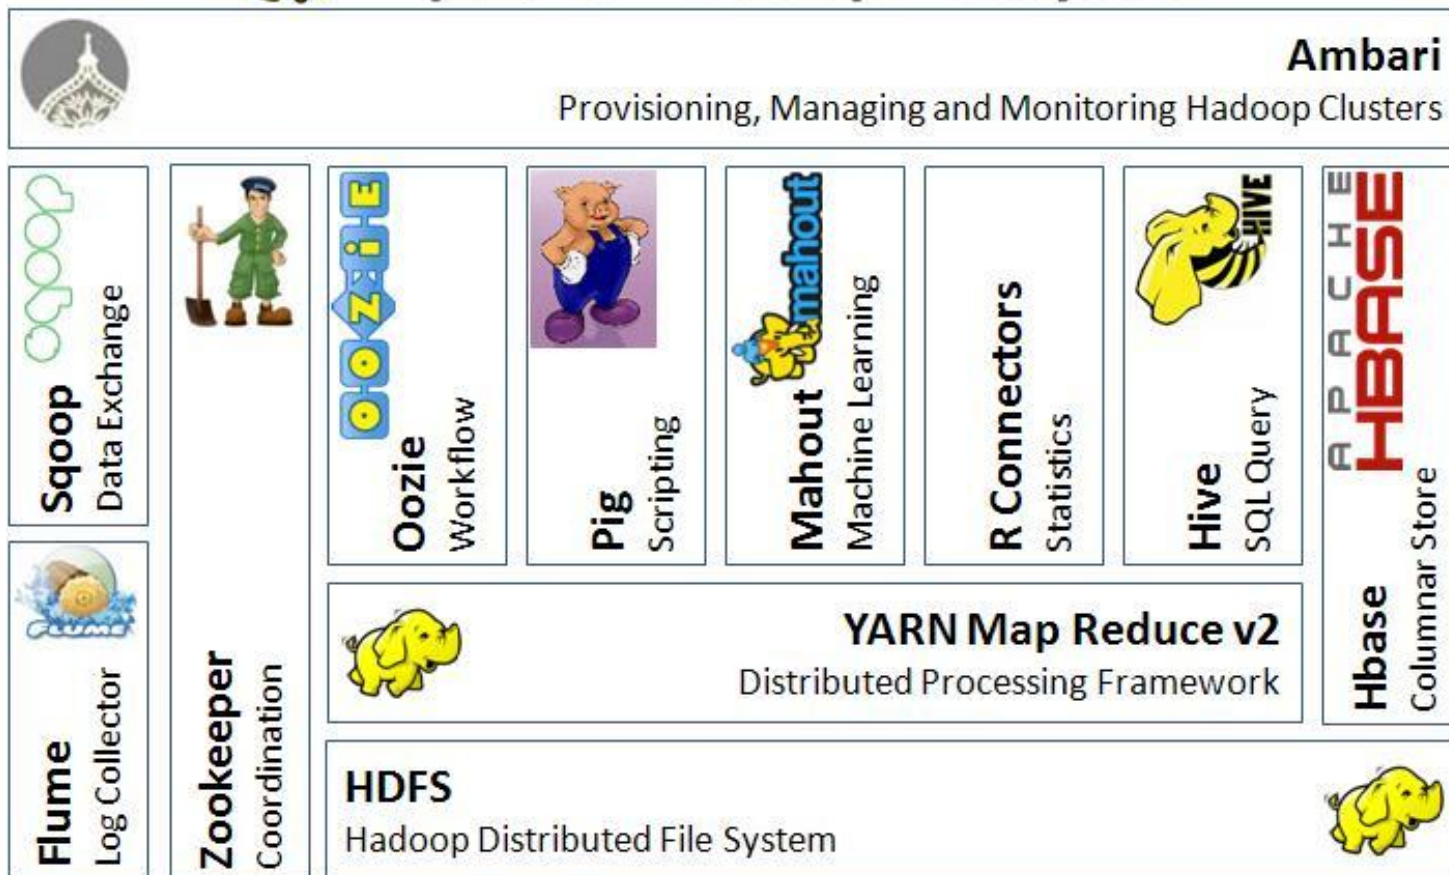 Ambari
Provisioning, Managing and Monitoring Hadoop Clusters
Sqoop
Data Exchange
Zookeeper
Coordination
OOZIE
Oozie
Workflow
Pig
Scripting
mahout
Mahout
Machine Learning
R Connectors
Statistics
HIVE
Hive
SQL Query
APACHE
HBASE
Hbase
Columnar Store
FLUME
Flume
Log Collector
YARN Map Reduce v2
Distributed Processing Framework
HDFS
Hadoop Distributed File System